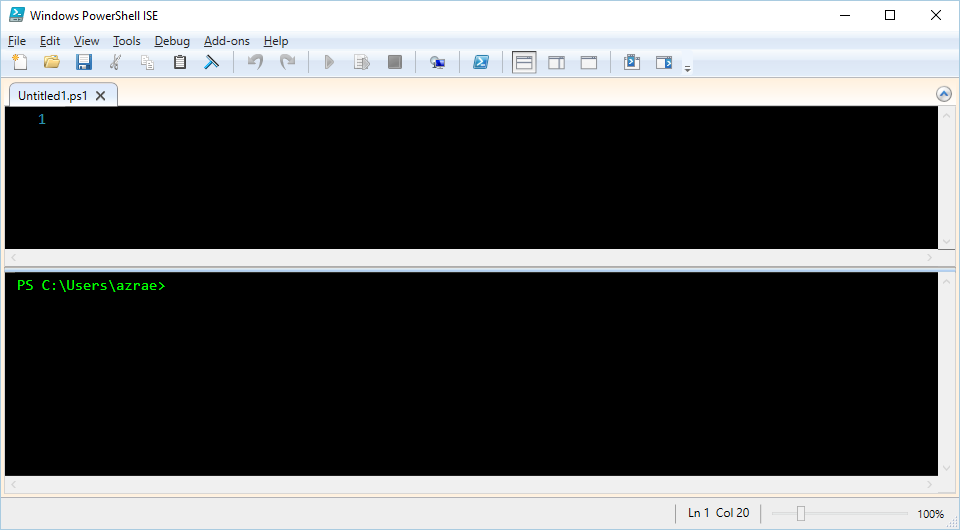 Windows PowerShell ISE
File Edit View Tools Debug Add-ons Help
Untitled1.ps1
1
PS C:\Users\azrae>
Ln 1 Col 20 100%